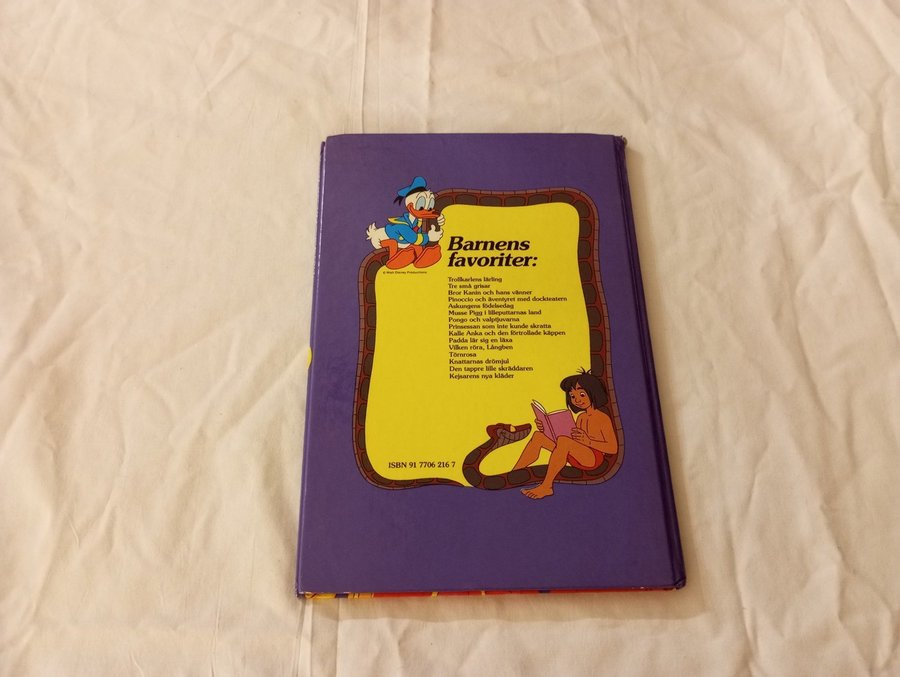 Barnens
favoriter:
© Walt Disney Productions
Trollkarlens lärling
Tre små grisar
Bror Kanin och hans vänner
Pinoccio och äventyret med dockteatern
Askungens födelsedag
Musse Pigg i lilleputtarnas land
Pongo och valptjuvarna
Prinsessan som inte kunde skratta
Kalle Anka och den förtrollade käppen
Padda lär sig en läxa
Vilken röra, Långben
Törnrosa
Knattarnas drömjul
Den tappre lille skräddaren
Kejsarens nya kläder
ISBN 91 7706 216 7